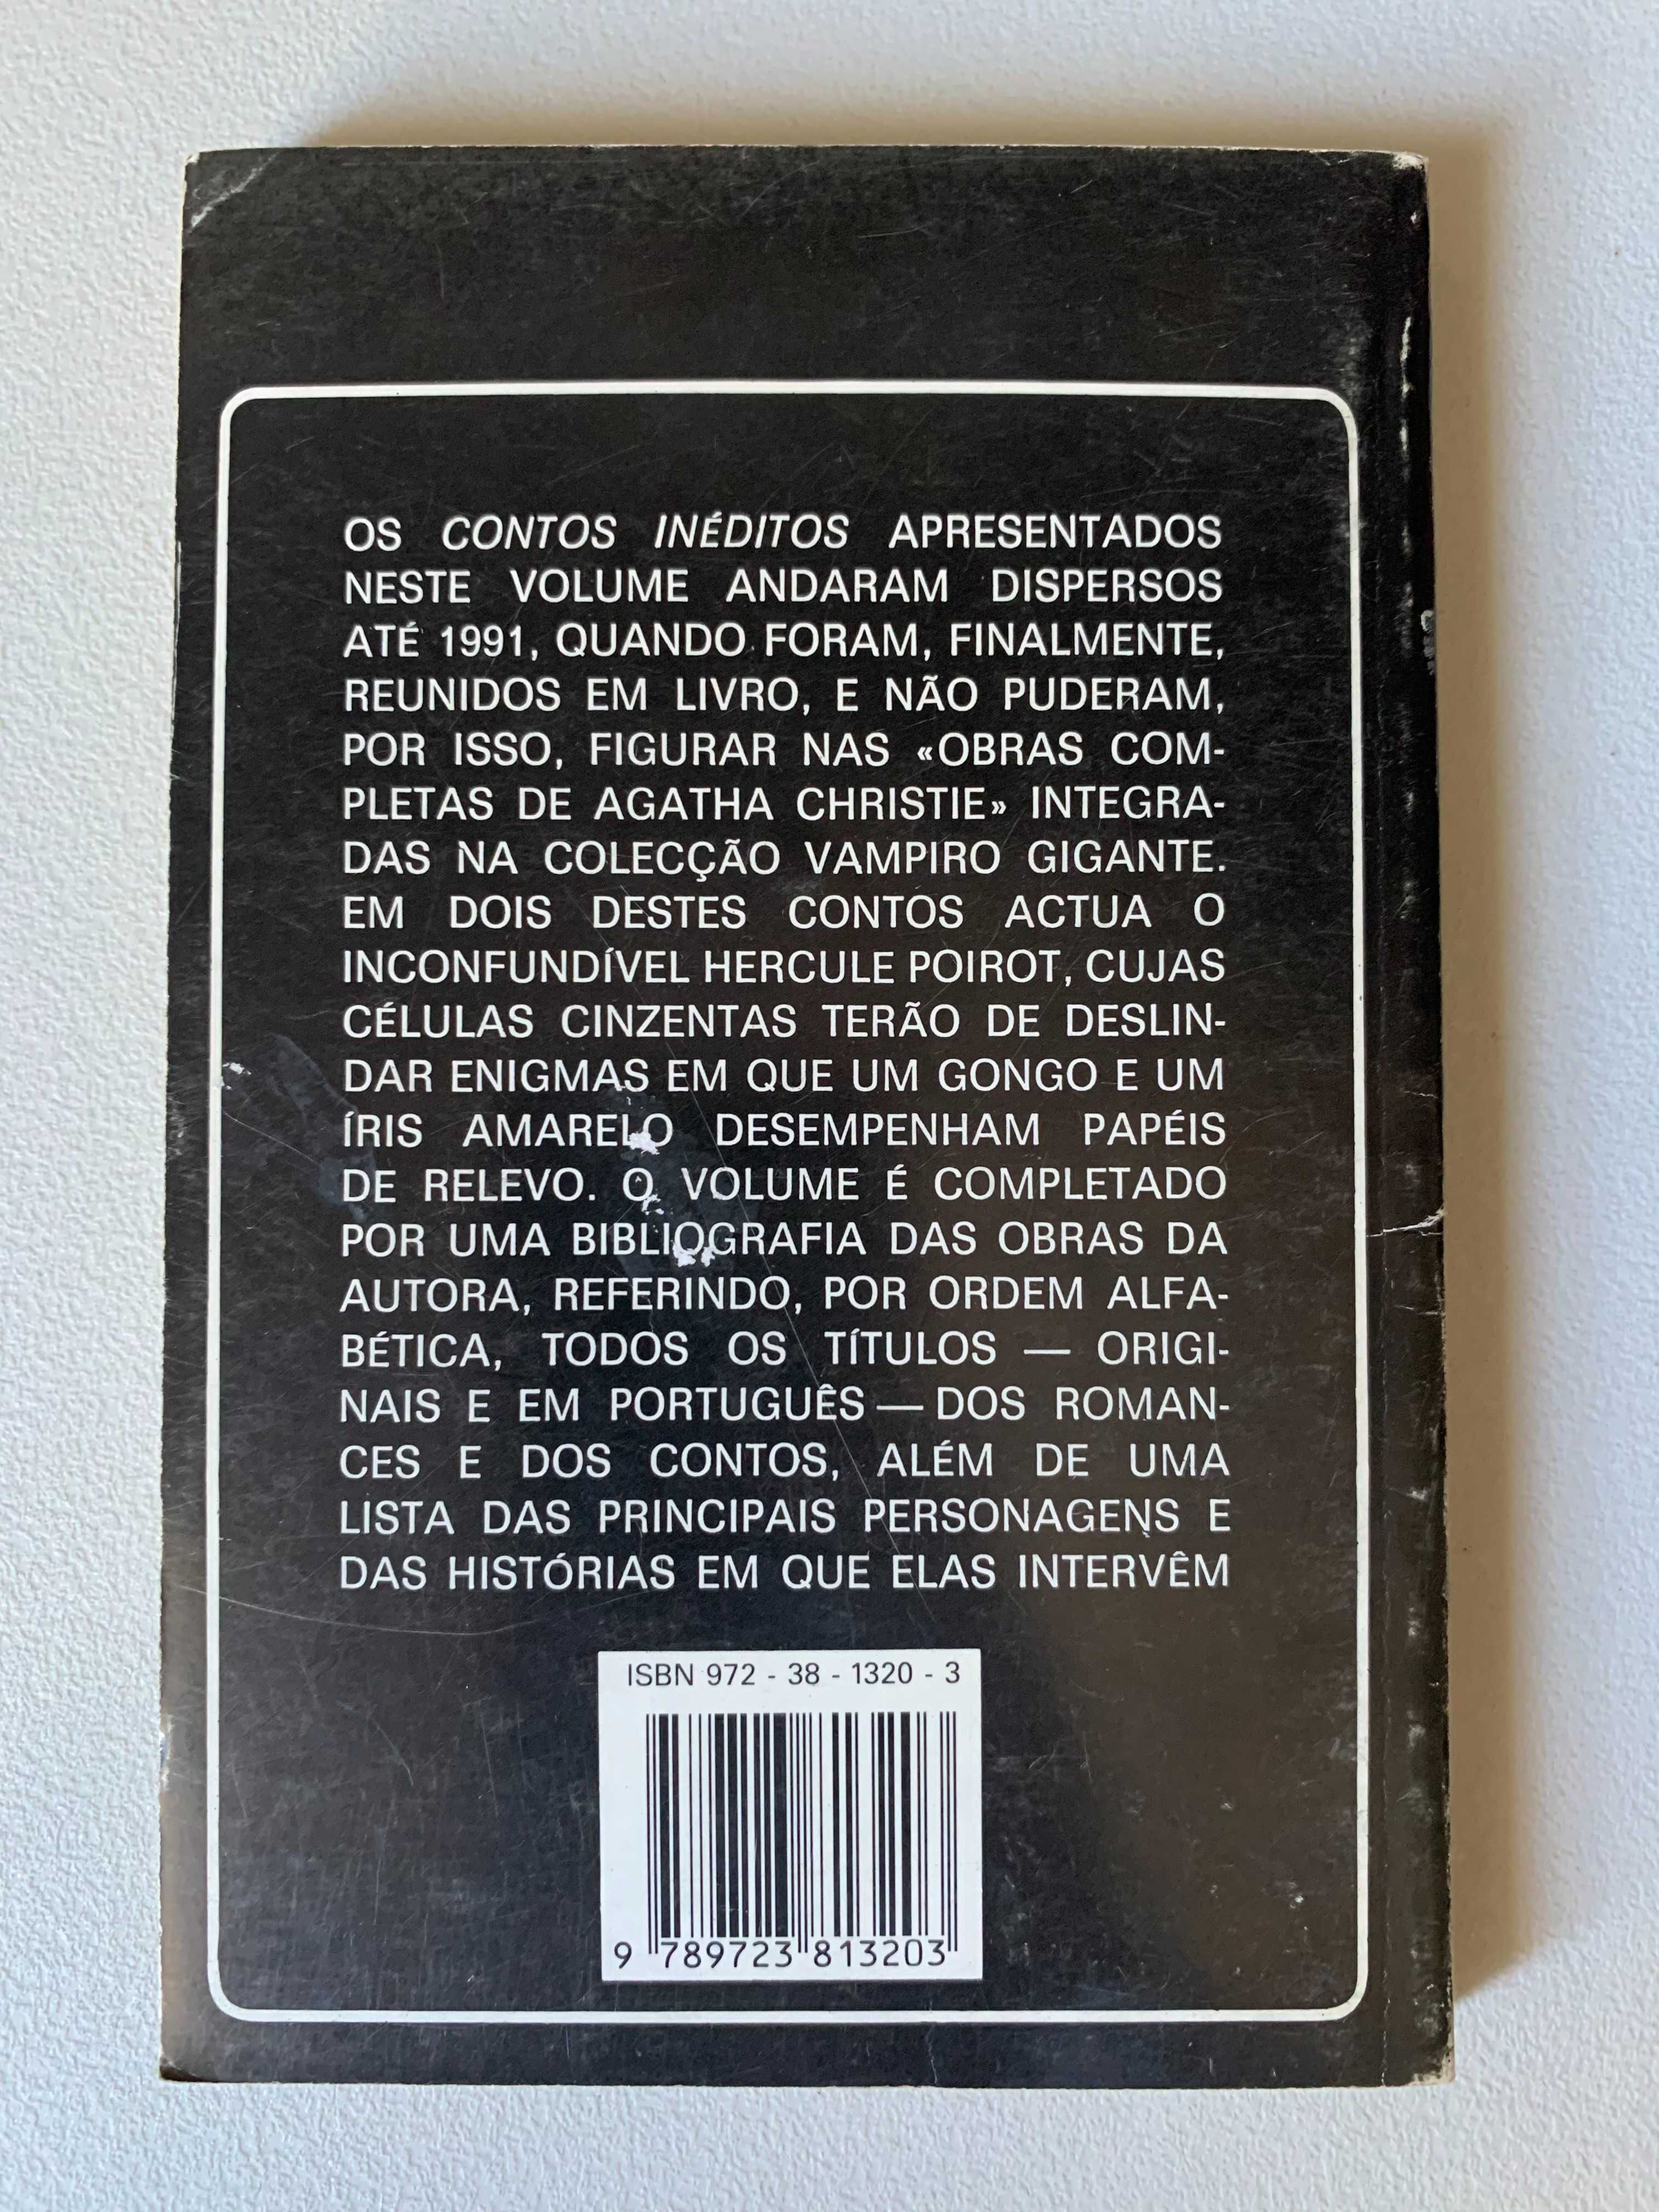 OS CONTOS INÉDITOS APRESENTADOS
NESTE VOLUME ANDARAM DISPERSOS
ATÉ 1991, QUANDO FORAM, FINALMENTE,
REUNIDOS EM LIVRO, E NÃO PUDERAM,
POR ISSO, FIGURAR NAS «OBRAS COM-
PLETAS DE AGATHA CHRISTIE» INTEGRA-
DAS NA COLECÇÃO VAMPIRO GIGANTE.
EM DOIS DESTES CONTOS ACTUA O
INCONFUNDÍVEL HERCULE POIROT, CUJAS
CÉLULAS CINZENTAS TERÃO DE DESLIN-
DAR ENIGMAS EM QUE UM GONGO E UM
ÍRIS AMARELO DESEMPENHAM PAPÉIS
DE RELEVO. O VOLUME É COMPLETADO
POR UMA BIBLIOGRAFIA DAS OBRAS DA
AUTORA, REFERINDO, POR ORDEM ALFA-
BÉTICA, TODOS OS TÍTULOS — ORIGI-
NAIS E EM PORTUGUÊS — DOS ROMAN-
CES E DOS CONTOS, ALÉM DE UMA
LISTA DAS PRINCIPAIS PERSONAGENS E
DAS HISTÓRIAS EM QUE ELAS INTERVÊM
ISBN 972 - 38 - 1320 - 3
9 789723 813203